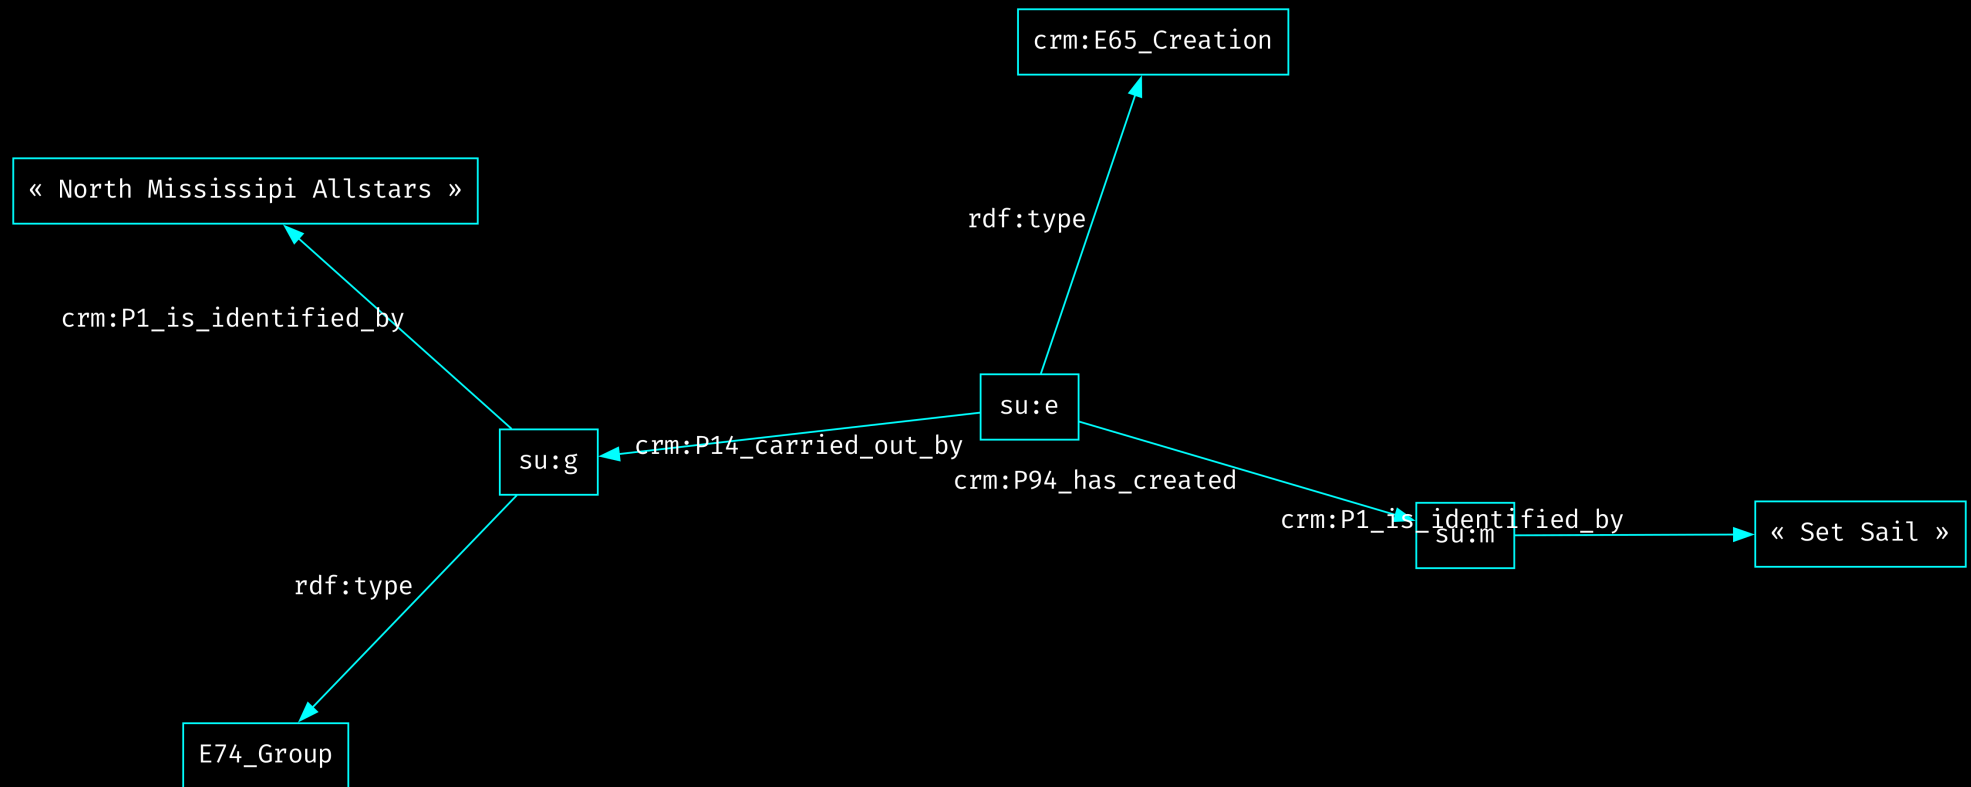 crm:E65_Creation
« North Mississipi Allstars »
rdf:type
crm:P1_is_identified_by
su:e
crm:P14_carried_out_by
su:g
crm:P94_has_created
crm:P1_is_identified_by
su:m
« Set Sail »
rdf:type
E74_Group